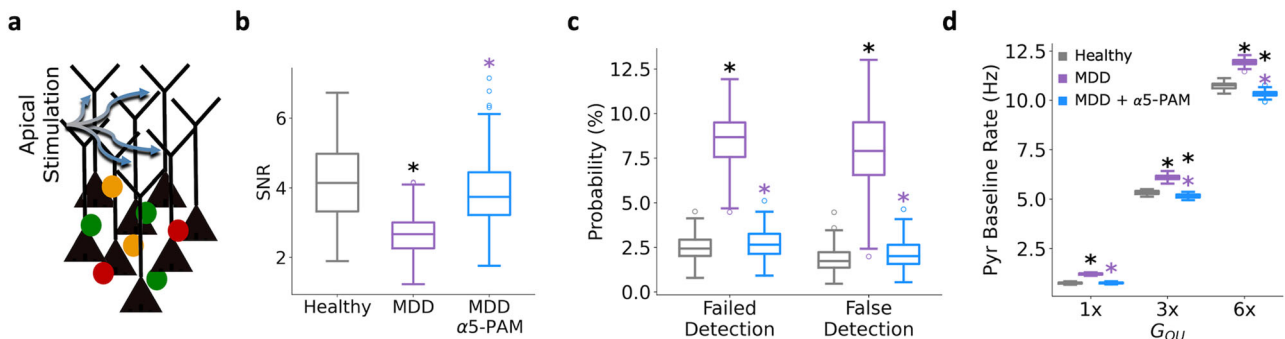 a
Apical
Stimulation
b
SNR
6
4
2
*
*
Healthy
MDD
MDD
α5-PAM
c
Probability (%)
12.5
10.0
7.5
5.0
2.5
0.0
*
*
*
*
Failed
Detection
False
Detection
d
Pyr Baseline Rate (Hz)
12.5
10.0
7.5
5.0
2.5
0.0
Healthy
MDD
MDD + α5-PAM
*
*
*
*
*
*
*
*
1x
3x
6x
G_OU